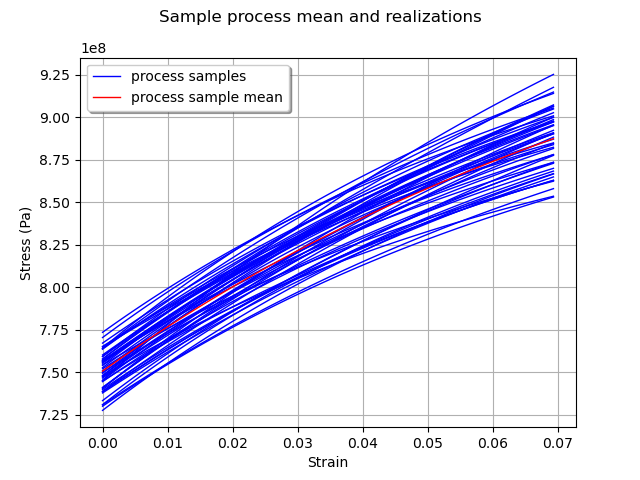 Sample process mean and realizations
1e8
process samples
process sample mean
9.25
9.00
8.75
8.50
8.25
8.00
7.75
7.50
7.25
Stress (Pa)
0.00 0.01 0.02 0.03 0.04 0.05 0.06 0.07
Strain